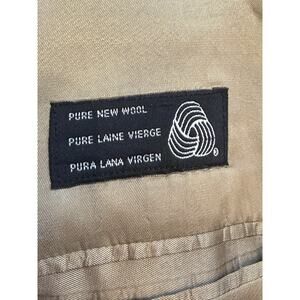 PURE NEW WOOL
PURE LAINE VIERGE
PURA LANA VIRGEN